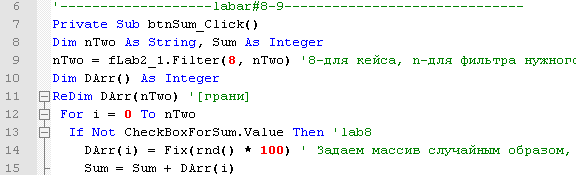 6 '-------------------labar#8-9------------------------------
7 Private Sub btnSum_Click()
8 Dim nTwo As String, Sum As Integer
9 nTwo = fLab2_1.Filter(8, nTwo) '8-для кейса, n-для фильтра нужного
10 Dim DArr() As Integer
11 ReDim DArr(nTwo) '[грани]
12 For i = 0 To nTwo
13 If Not CheckBoxForSum.Value Then 'lab8
14 DArr(i) = Fix(rnd() * 100) ' Задаем массив случайным образом,
15 Sum = Sum + DArr(i)